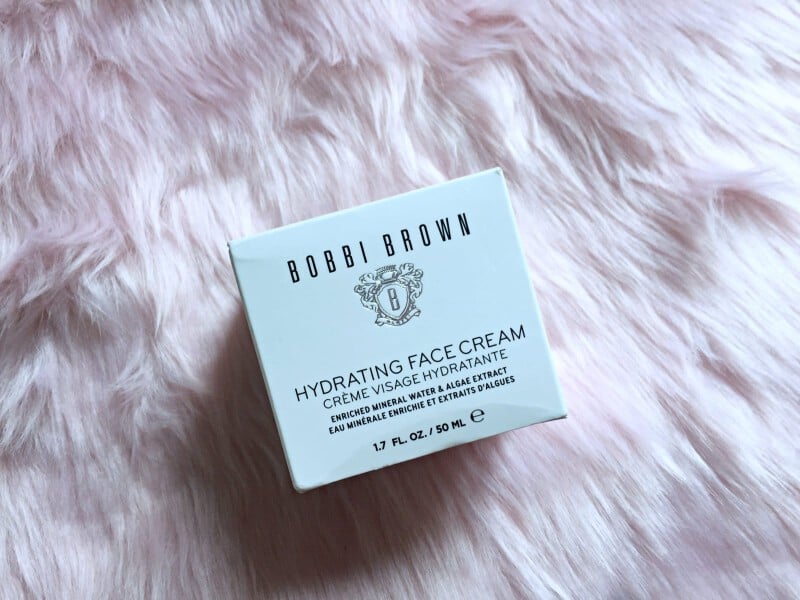 BOBBI BROWN
B
HYDRATING FACE CREAM
CRÈME VISAGE HYDRATANTE
ENRICHED MINERAL WATER & ALGAE EXTRACT
EAU MINÉRALE ENRICHIE ET EXTRAITS D'ALGUES
1.7 FL. OZ. / 50 ML ℮